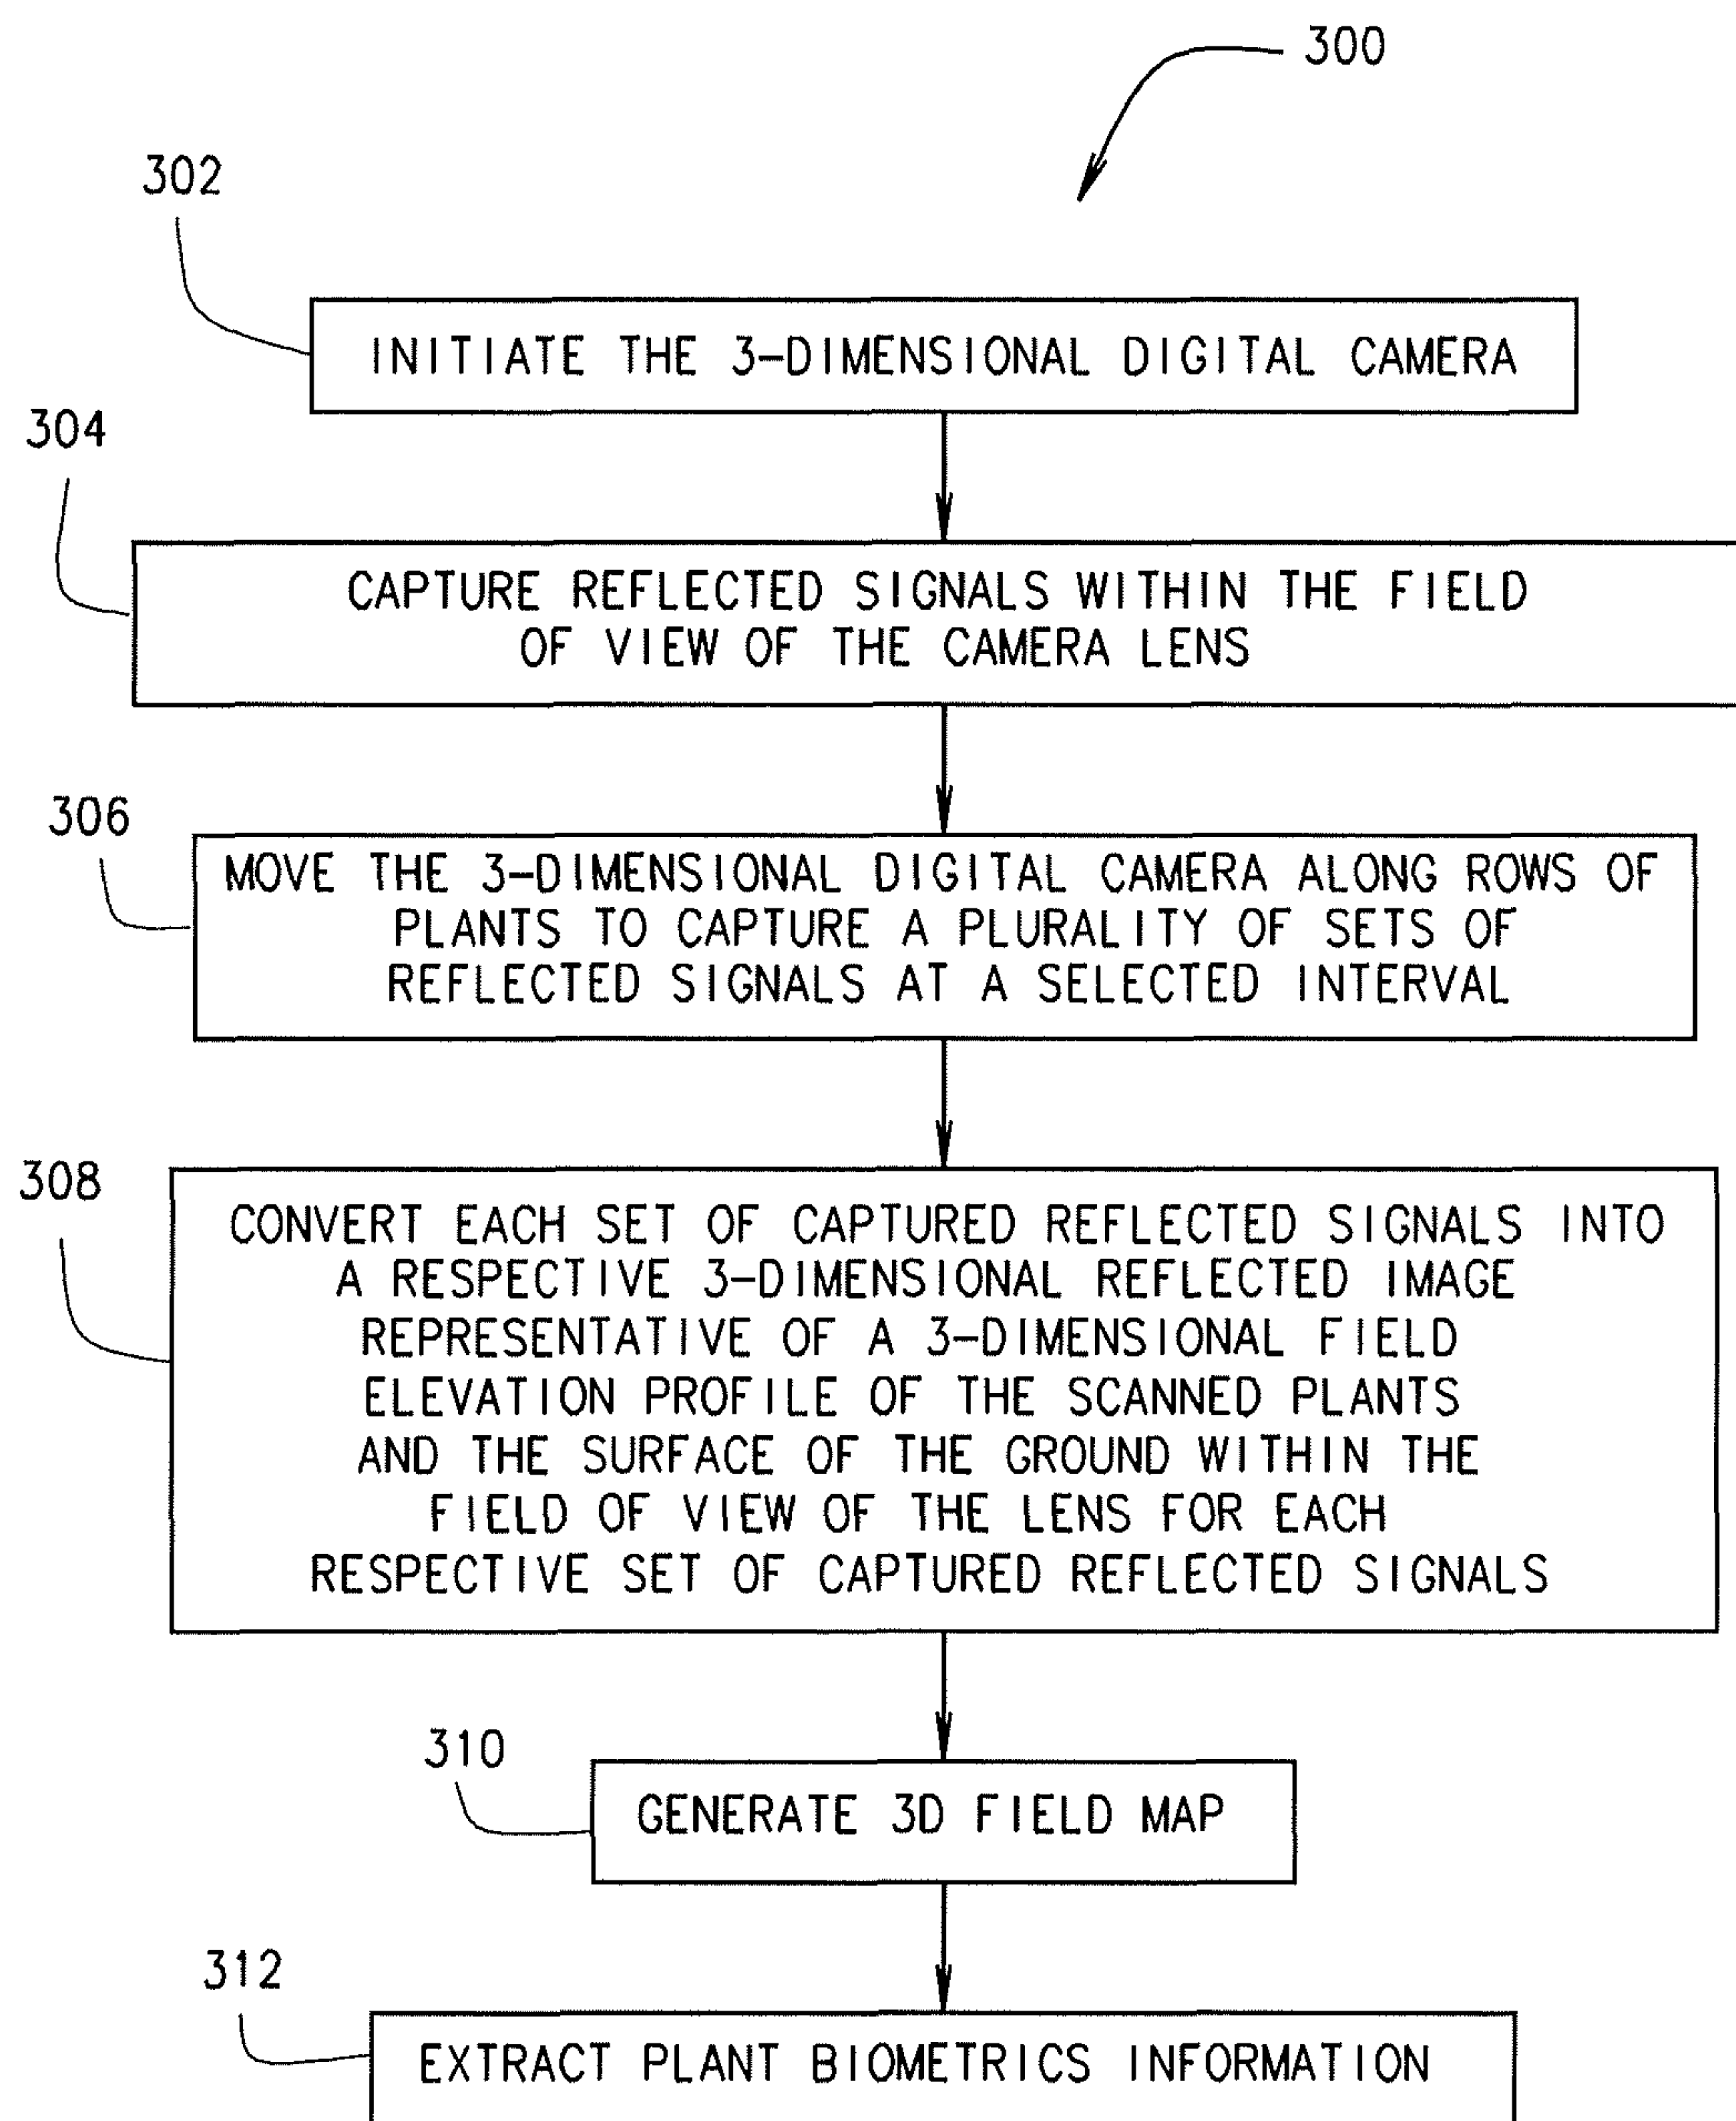 300
302
INITIATE THE 3-DIMENSIONAL DIGITAL CAMERA
304
CAPTURE REFLECTED SIGNALS WITHIN THE FIELD
OF VIEW OF THE CAMERA LENS
306
MOVE THE 3-DIMENSIONAL DIGITAL CAMERA ALONG ROWS OF
PLANTS TO CAPTURE A PLURALITY OF SETS OF
REFLECTED SIGNALS AT A SELECTED INTERVAL
308
CONVERT EACH SET OF CAPTURED REFLECTED SIGNALS INTO
A RESPECTIVE 3-DIMENSIONAL REFLECTED IMAGE
REPRESENTATIVE OF A 3-DIMENSIONAL FIELD
ELEVATION PROFILE OF THE SCANNED PLANTS
AND THE SURFACE OF THE GROUND WITHIN THE
FIELD OF VIEW OF THE LENS FOR EACH
RESPECTIVE SET OF CAPTURED REFLECTED SIGNALS
310
GENERATE 3D FIELD MAP
312
EXTRACT PLANT BIOMETRICS INFORMATION